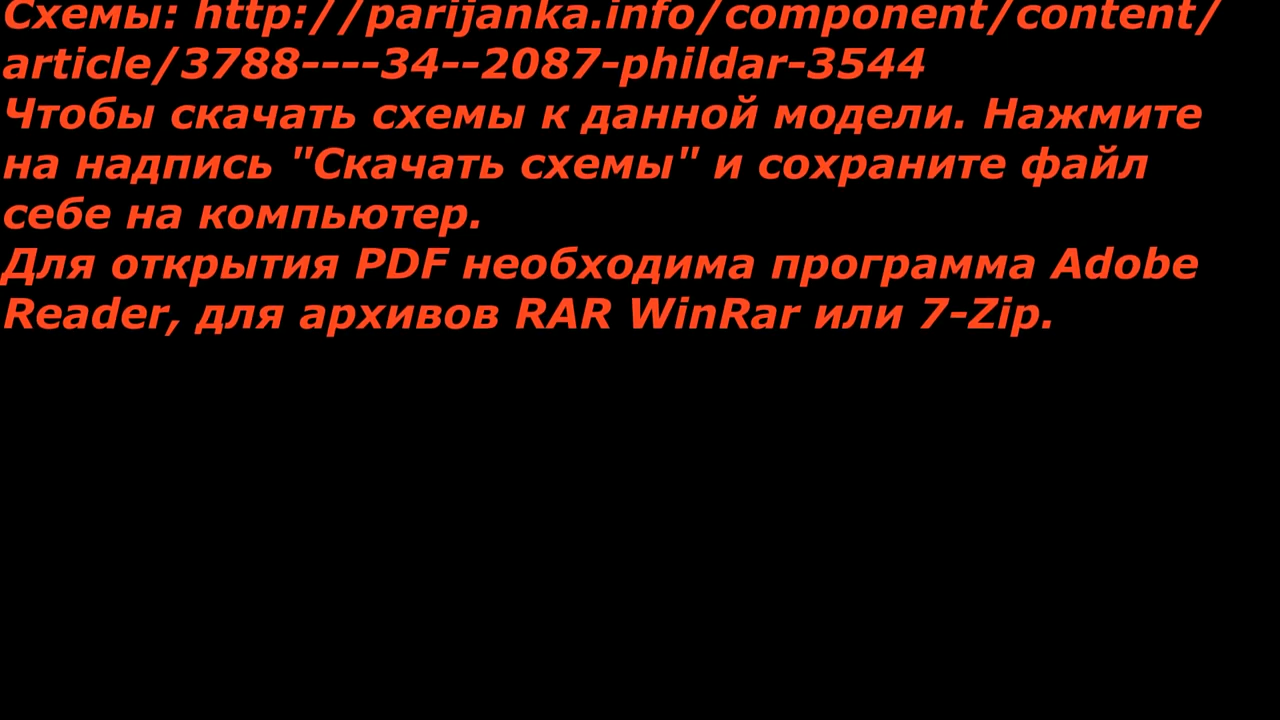 Схемы: http://parijanka.info/component/content/
article/3788----34--2087-phildar-3544
Чтобы скачать схемы к данной модели. Нажмите
на надпись "Скачать схемы" и сохраните файл
себе на компьютер.
Для открытия PDF необходима программа Adobe
Reader, для архивов RAR WinRar или 7-Zip.